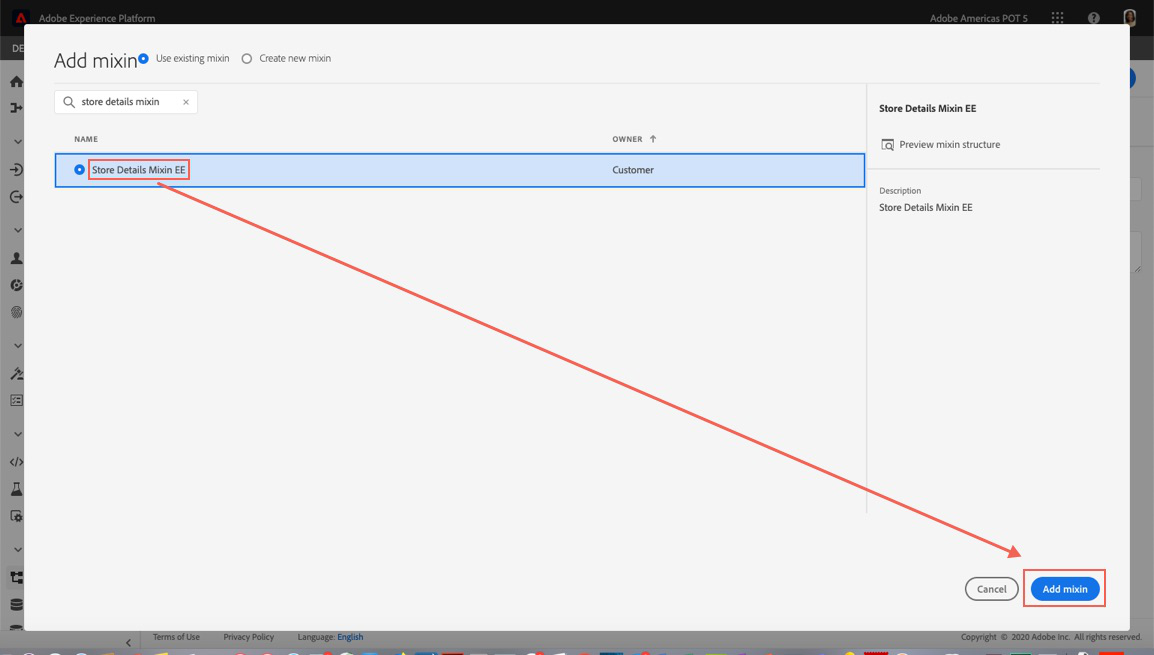 Adobe Experience Platform
Adobe Americas POT 5
DE
Add mixin Use existing mixin Create new mixin
store details mixin ×
NAME OWNER ↑
Store Details Mixin EE Customer
Store Details Mixin EE
Preview mixin structure
Description
Store Details Mixin EE
Cancel Add mixin
Terms of Use Privacy Policy Language: English Copyright © 2020 Adobe Inc. All rights reserved.